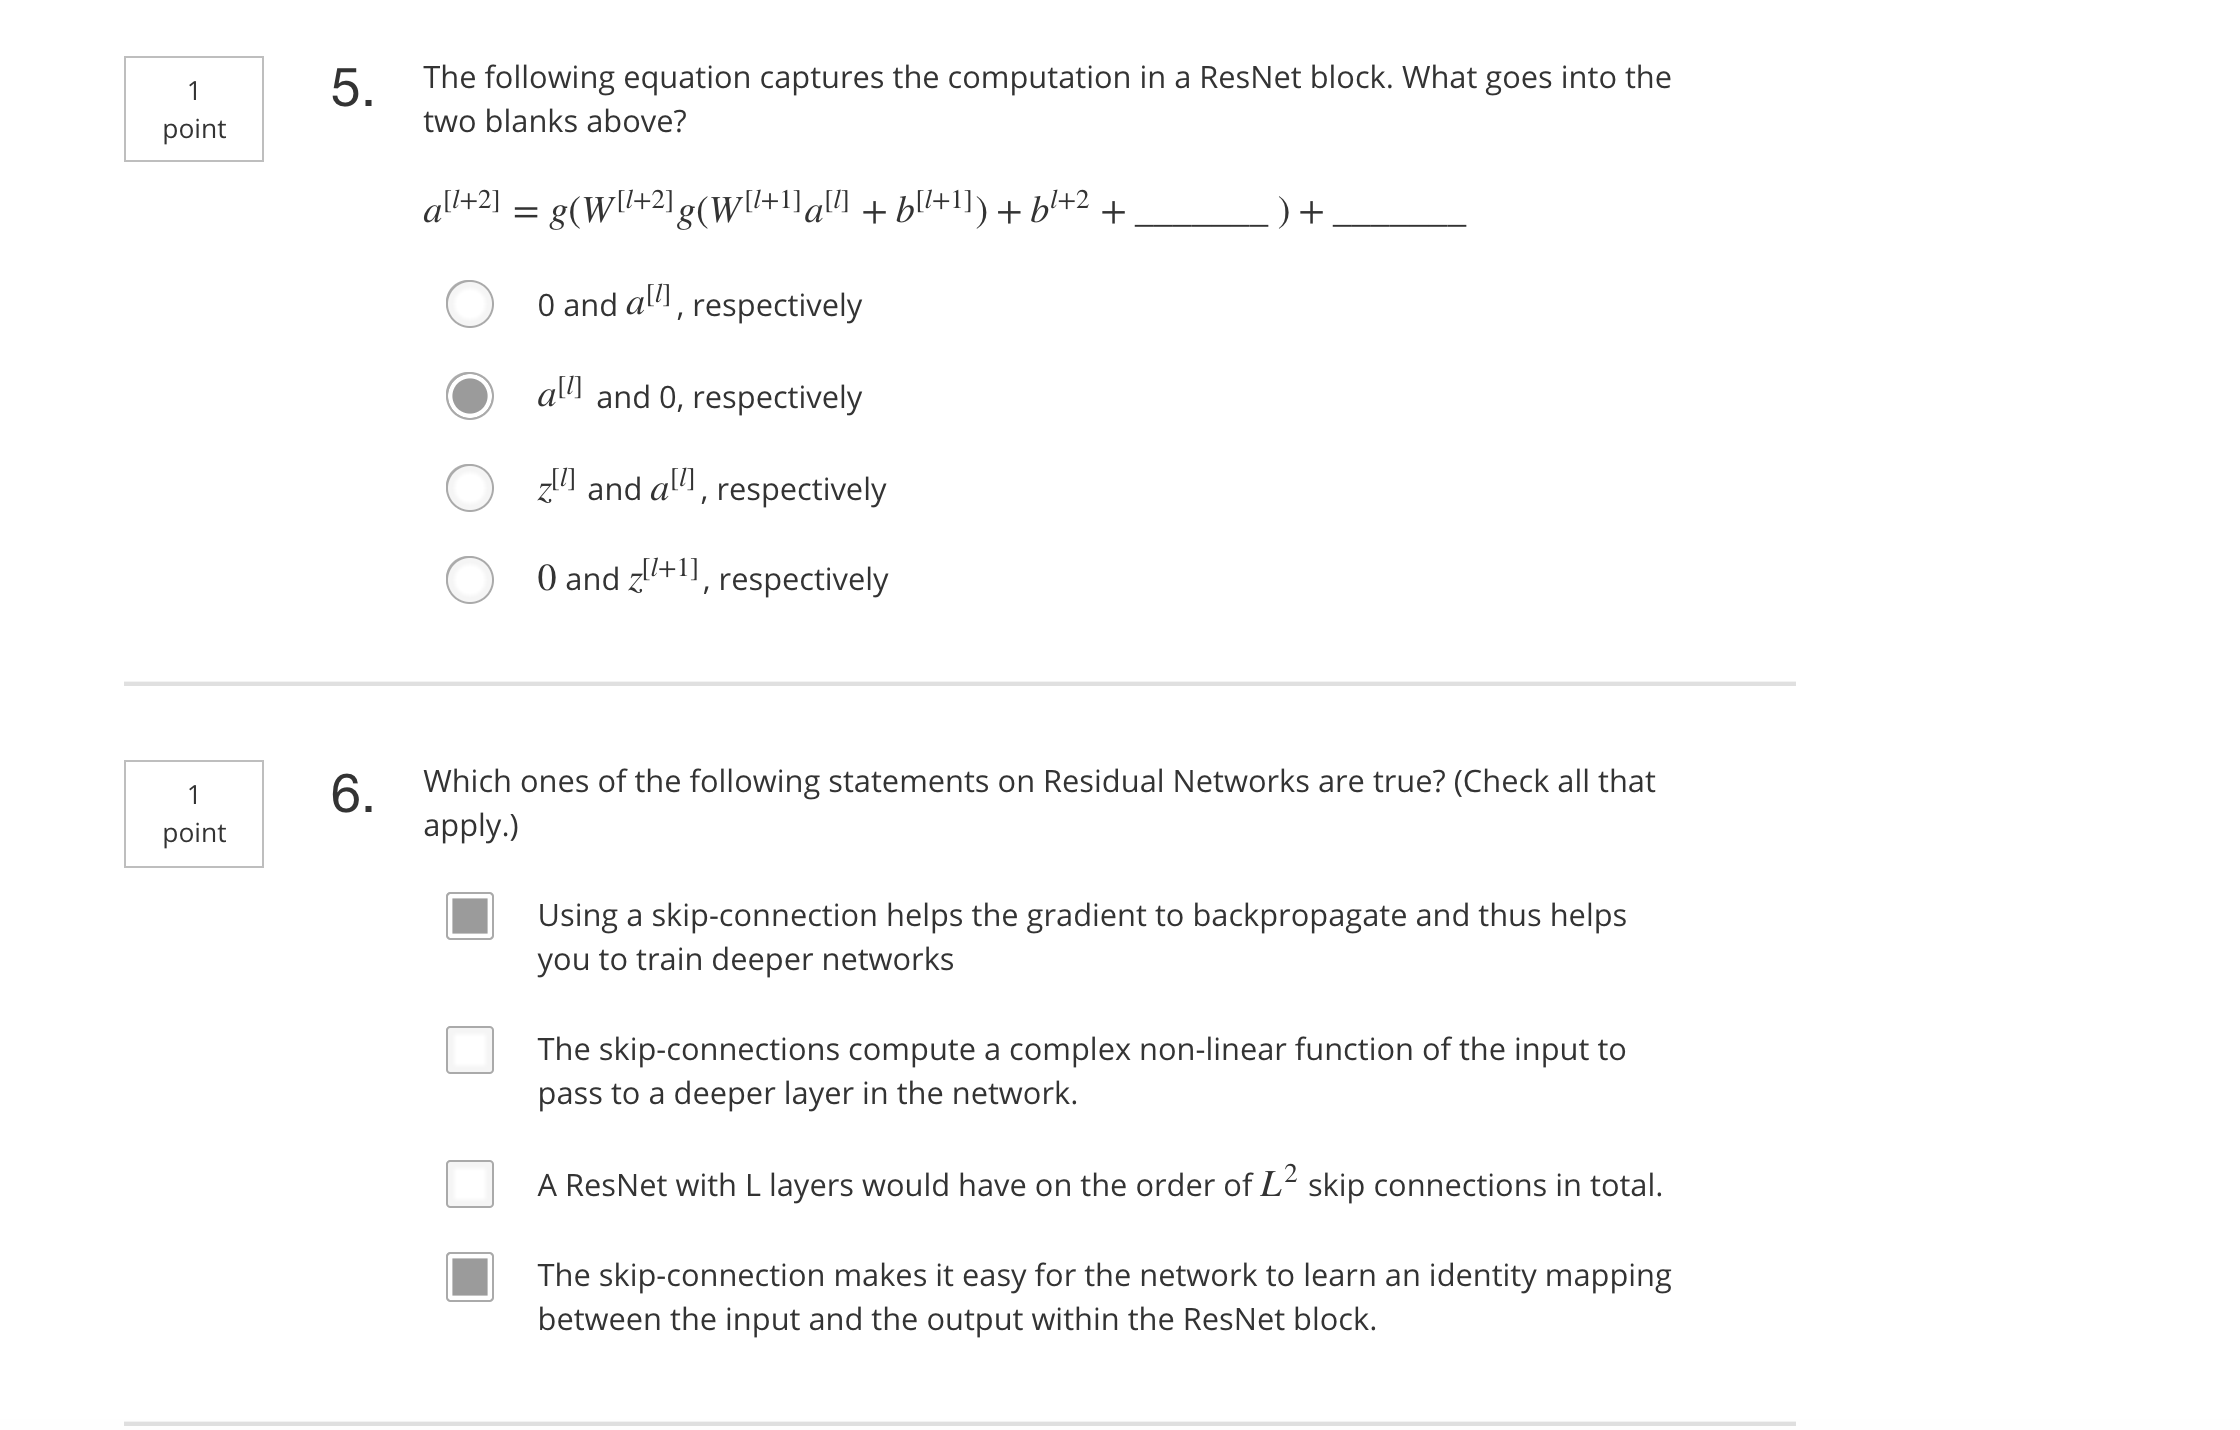 1
point
5.
The following equation captures the computation in a ResNet block. What goes into the
two blanks above?
a^{[l+2]} = g(W^{[l+2]}g(W^{[l+1]}a^{[l]} + b^{[l+1]}) + b^{l+2} + _______ ) + _______
0 and a^{[l]}, respectively
a^{[l]} and 0, respectively
z^{[l]} and a^{[l]}, respectively
0 and z^{[l+1]}, respectively
1
point
6.
Which ones of the following statements on Residual Networks are true? (Check all that
apply.)
Using a skip-connection helps the gradient to backpropagate and thus helps
you to train deeper networks
The skip-connections compute a complex non-linear function of the input to
pass to a deeper layer in the network.
A ResNet with L layers would have on the order of L^2 skip connections in total.
The skip-connection makes it easy for the network to learn an identity mapping
between the input and the output within the ResNet block.